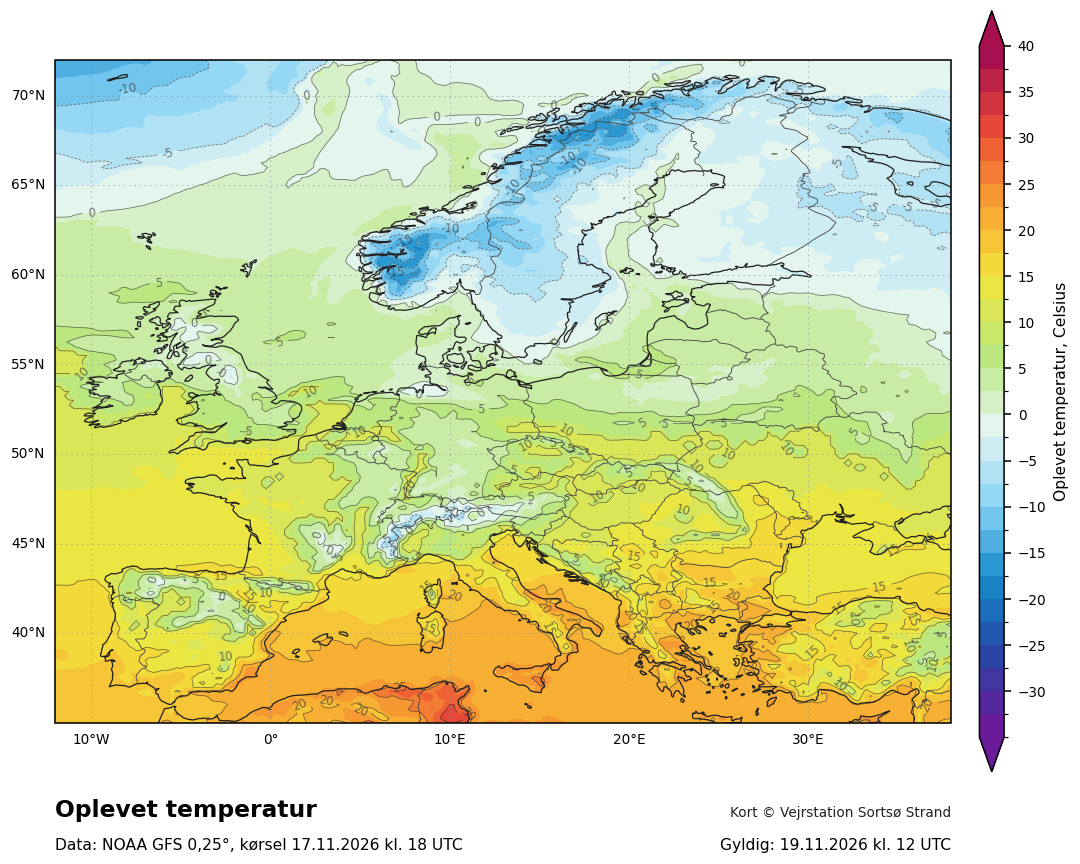 70°N
65°N
60°N
55°N
50°N
45°N
40°N
10°W 0° 10°E 20°E 30°E
40
35
30
25
20
15
10
5
0
−5
−10
−15
−20
−25
−30
Oplevet temperatur, Celsius
Oplevet temperatur
Kort © Vejrstation Sortsø Strand
Data: NOAA GFS 0,25°, kørsel 17.11.2026 kl. 18 UTC
Gyldig: 19.11.2026 kl. 12 UTC